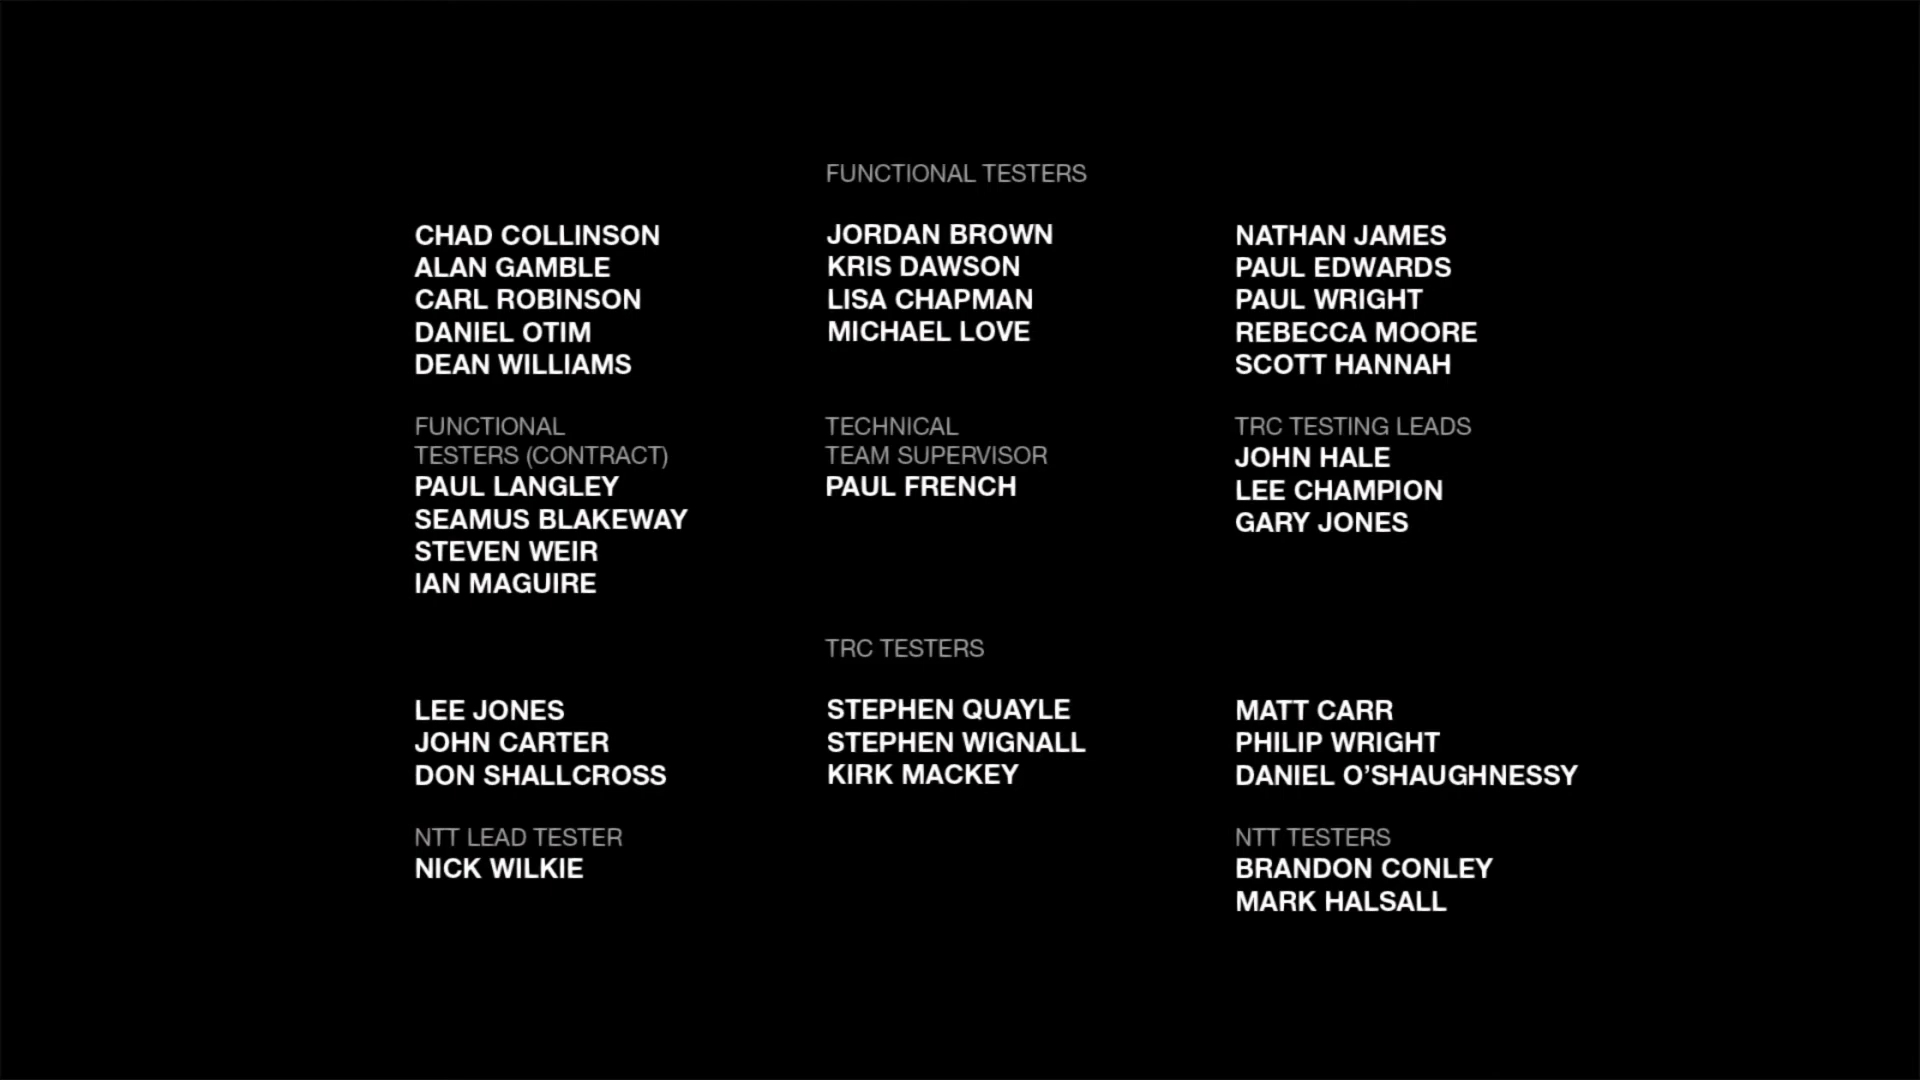 FUNCTIONAL TESTERS
CHAD COLLINSON
ALAN GAMBLE
CARL ROBINSON
DANIEL OTIM
DEAN WILLIAMS
JORDAN BROWN
KRIS DAWSON
LISA CHAPMAN
MICHAEL LOVE
NATHAN JAMES
PAUL EDWARDS
PAUL WRIGHT
REBECCA MOORE
SCOTT HANNAH
FUNCTIONAL
TESTERS (CONTRACT)
PAUL LANGLEY
SEAMUS BLAKEWAY
STEVEN WEIR
IAN MAGUIRE
TECHNICAL
TEAM SUPERVISOR
PAUL FRENCH
TRC TESTING LEADS
JOHN HALE
LEE CHAMPION
GARY JONES
TRC TESTERS
LEE JONES
JOHN CARTER
DON SHALLCROSS
STEPHEN QUAYLE
STEPHEN WIGNALL
KIRK MACKEY
MATT CARR
PHILIP WRIGHT
DANIEL O’SHAUGHNESSY
NTT LEAD TESTER
NICK WILKIE
NTT TESTERS
BRANDON CONLEY
MARK HALSALL